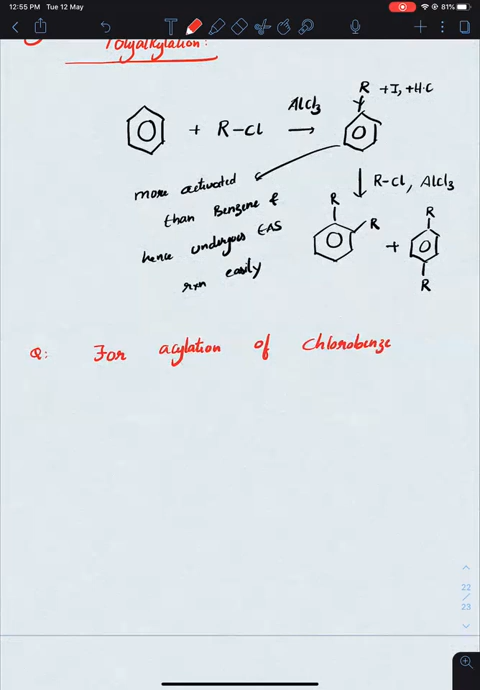 12:55 PM Tue 12 May
81%
Polyalkylation:
R +I, +H.C
+ R-Cl AlCl3
more activated
than Benzene &
hence undergoes EAS
rxn easily
R-Cl, AlCl3
R
R
+
R
R
Q: For acylation of Chlorobenze
22
/
23